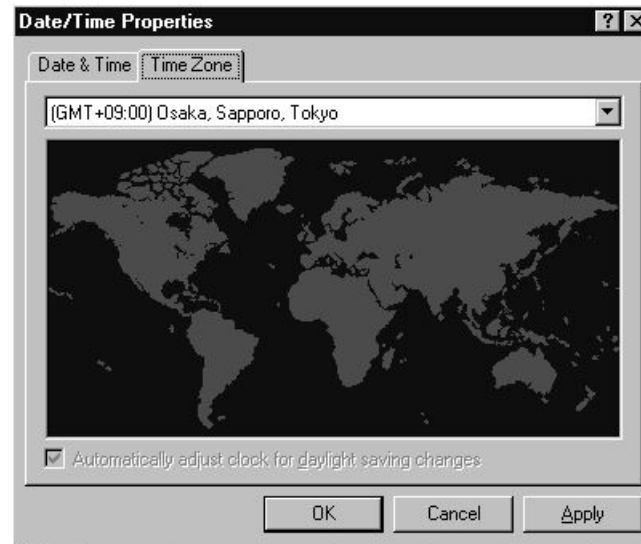 Date/Time Properties
?
Date & Time
Time Zone
(GMT+09:00) Osaka, Sapporo, Tokyo
Automatically adjust clock for daylight saving changes
OK
Cancel
Apply